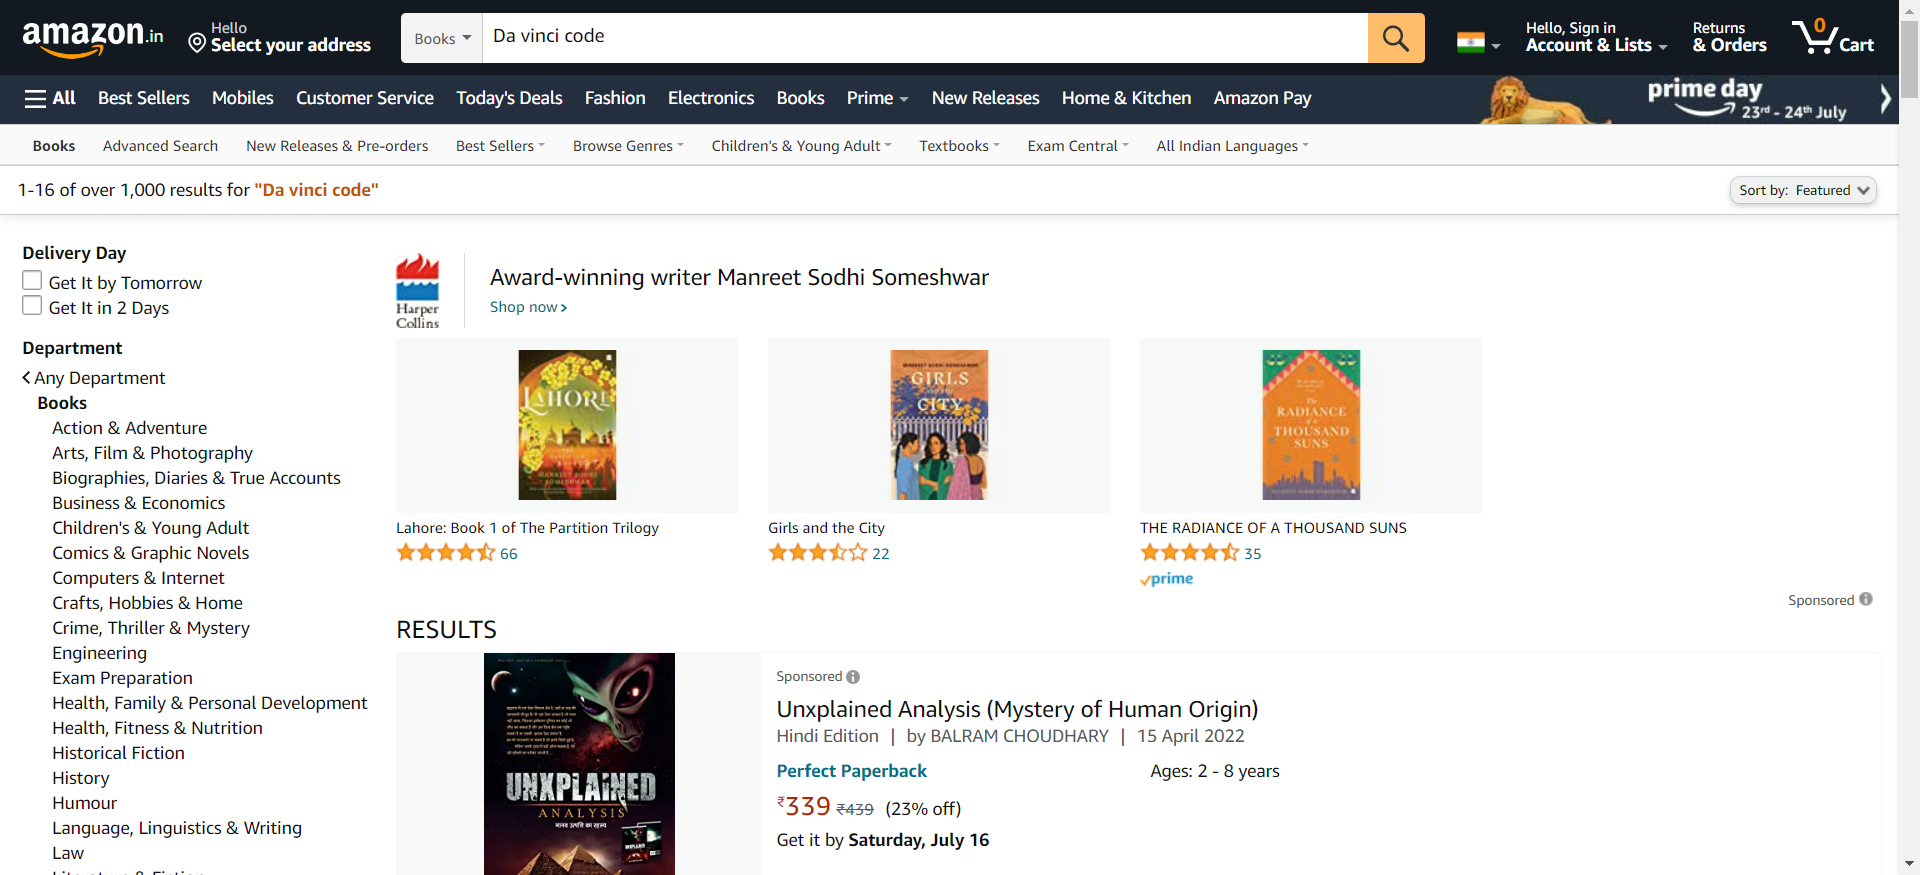 amazon.in
Hello
Select your address
Books
Da vinci code
Hello, Sign in
Account & Lists
Returns
& Orders
0
Cart
All
Best Sellers
Mobiles
Customer Service
Today's Deals
Fashion
Electronics
Books
Prime
New Releases
Home & Kitchen
Amazon Pay
prime day
23rd - 24th July
Books
Advanced Search
New Releases & Pre-orders
Best Sellers
Browse Genres
Children's & Young Adult
Textbooks
Exam Central
All Indian Languages
1-16 of over 1,000 results for "Da vinci code"
Sort by: Featured
Delivery Day
Get It by Tomorrow
Get It in 2 Days
Department
Any Department
Books
Action & Adventure
Arts, Film & Photography
Biographies, Diaries & True Accounts
Business & Economics
Children's & Young Adult
Comics & Graphic Novels
Computers & Internet
Crafts, Hobbies & Home
Crime, Thriller & Mystery
Engineering
Exam Preparation
Health, Family & Personal Development
Health, Fitness & Nutrition
Historical Fiction
History
Humour
Language, Linguistics & Writing
Law
Harper
Collins
Award-winning writer Manreet Sodhi Someshwar
Shop now
LAHORE
MANREET SODHI
SOMESHWAR
Lahore: Book 1 of The Partition Trilogy
66
MANREET SODHI SOMESHWAR
GIRLS
CITY
Girls and the City
22
The
RADIANCE
of a
THOUSAND
SUNS
THE RADIANCE OF A THOUSAND SUNS
35
prime
Sponsored
RESULTS
UNXPLAINED
ANALYSIS
मानव उत्पत्ति का रहस्य
Sponsored
Unxplained Analysis (Mystery of Human Origin)
Hindi Edition | by BALRAM CHOUDHARY | 15 April 2022
Perfect Paperback
Ages: 2 - 8 years
₹339 ₹439 (23% off)
Get it by Saturday, July 16